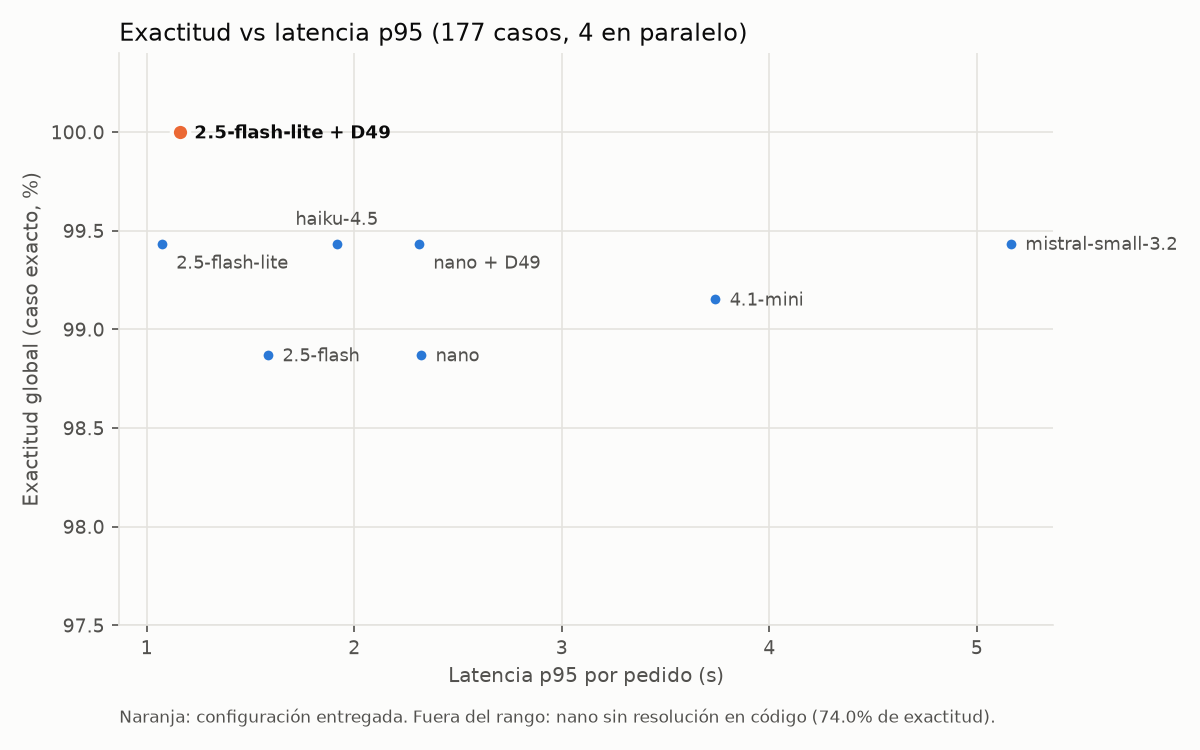 Exactitud vs latencia p95 (177 casos, 4 en paralelo)
Exactitud global (caso exacto, %)
100.0
99.5
99.0
98.5
98.0
97.5
2.5-flash-lite + D49
haiku-4.5
2.5-flash-lite
nano + D49
mistral-small-3.2
4.1-mini
2.5-flash
nano
1
2
3
4
5
Latencia p95 por pedido (s)
Naranja: configuración entregada. Fuera del rango: nano sin resolución en código (74.0% de exactitud).